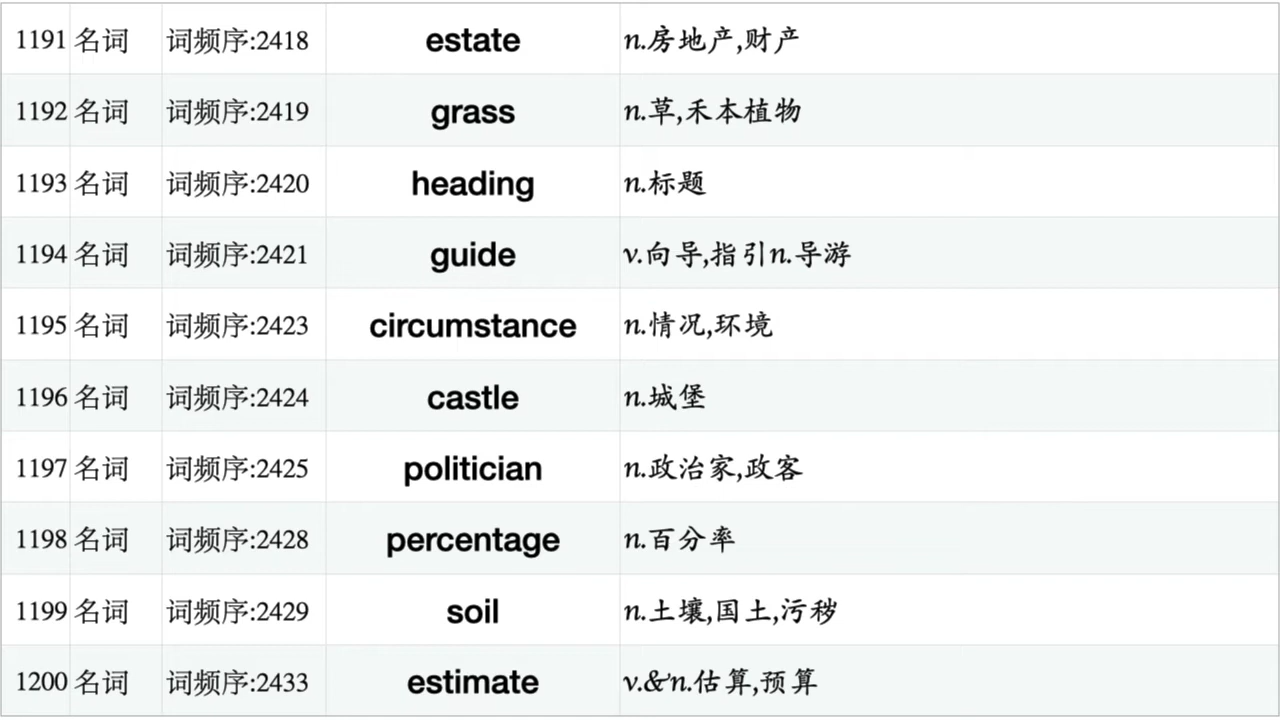 1191 名词 词频序:2418 estate n.房地产,财产
1192 名词 词频序:2419 grass n.草,禾本植物
1193 名词 词频序:2420 heading n.标题
1194 名词 词频序:2421 guide v.向导,指引n.导游
1195 名词 词频序:2423 circumstance n.情况,环境
1196 名词 词频序:2424 castle n.城堡
1197 名词 词频序:2425 politician n.政治家,政客
1198 名词 词频序:2428 percentage n.百分率
1199 名词 词频序:2429 soil n.土壤,国土,污秽
1200 名词 词频序:2433 estimate v.&n.估算,预算